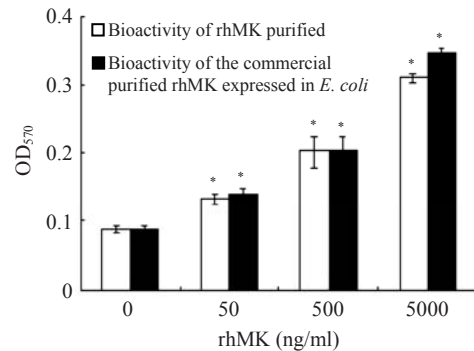 0.4
Bioactivity of rhMK purified
Bioactivity of the commercial
purified rhMK expressed in E. coli
0.3
0.2
0.1
0
OD570
* * * * * *
0 50 500 5000
rhMK (ng/ml)